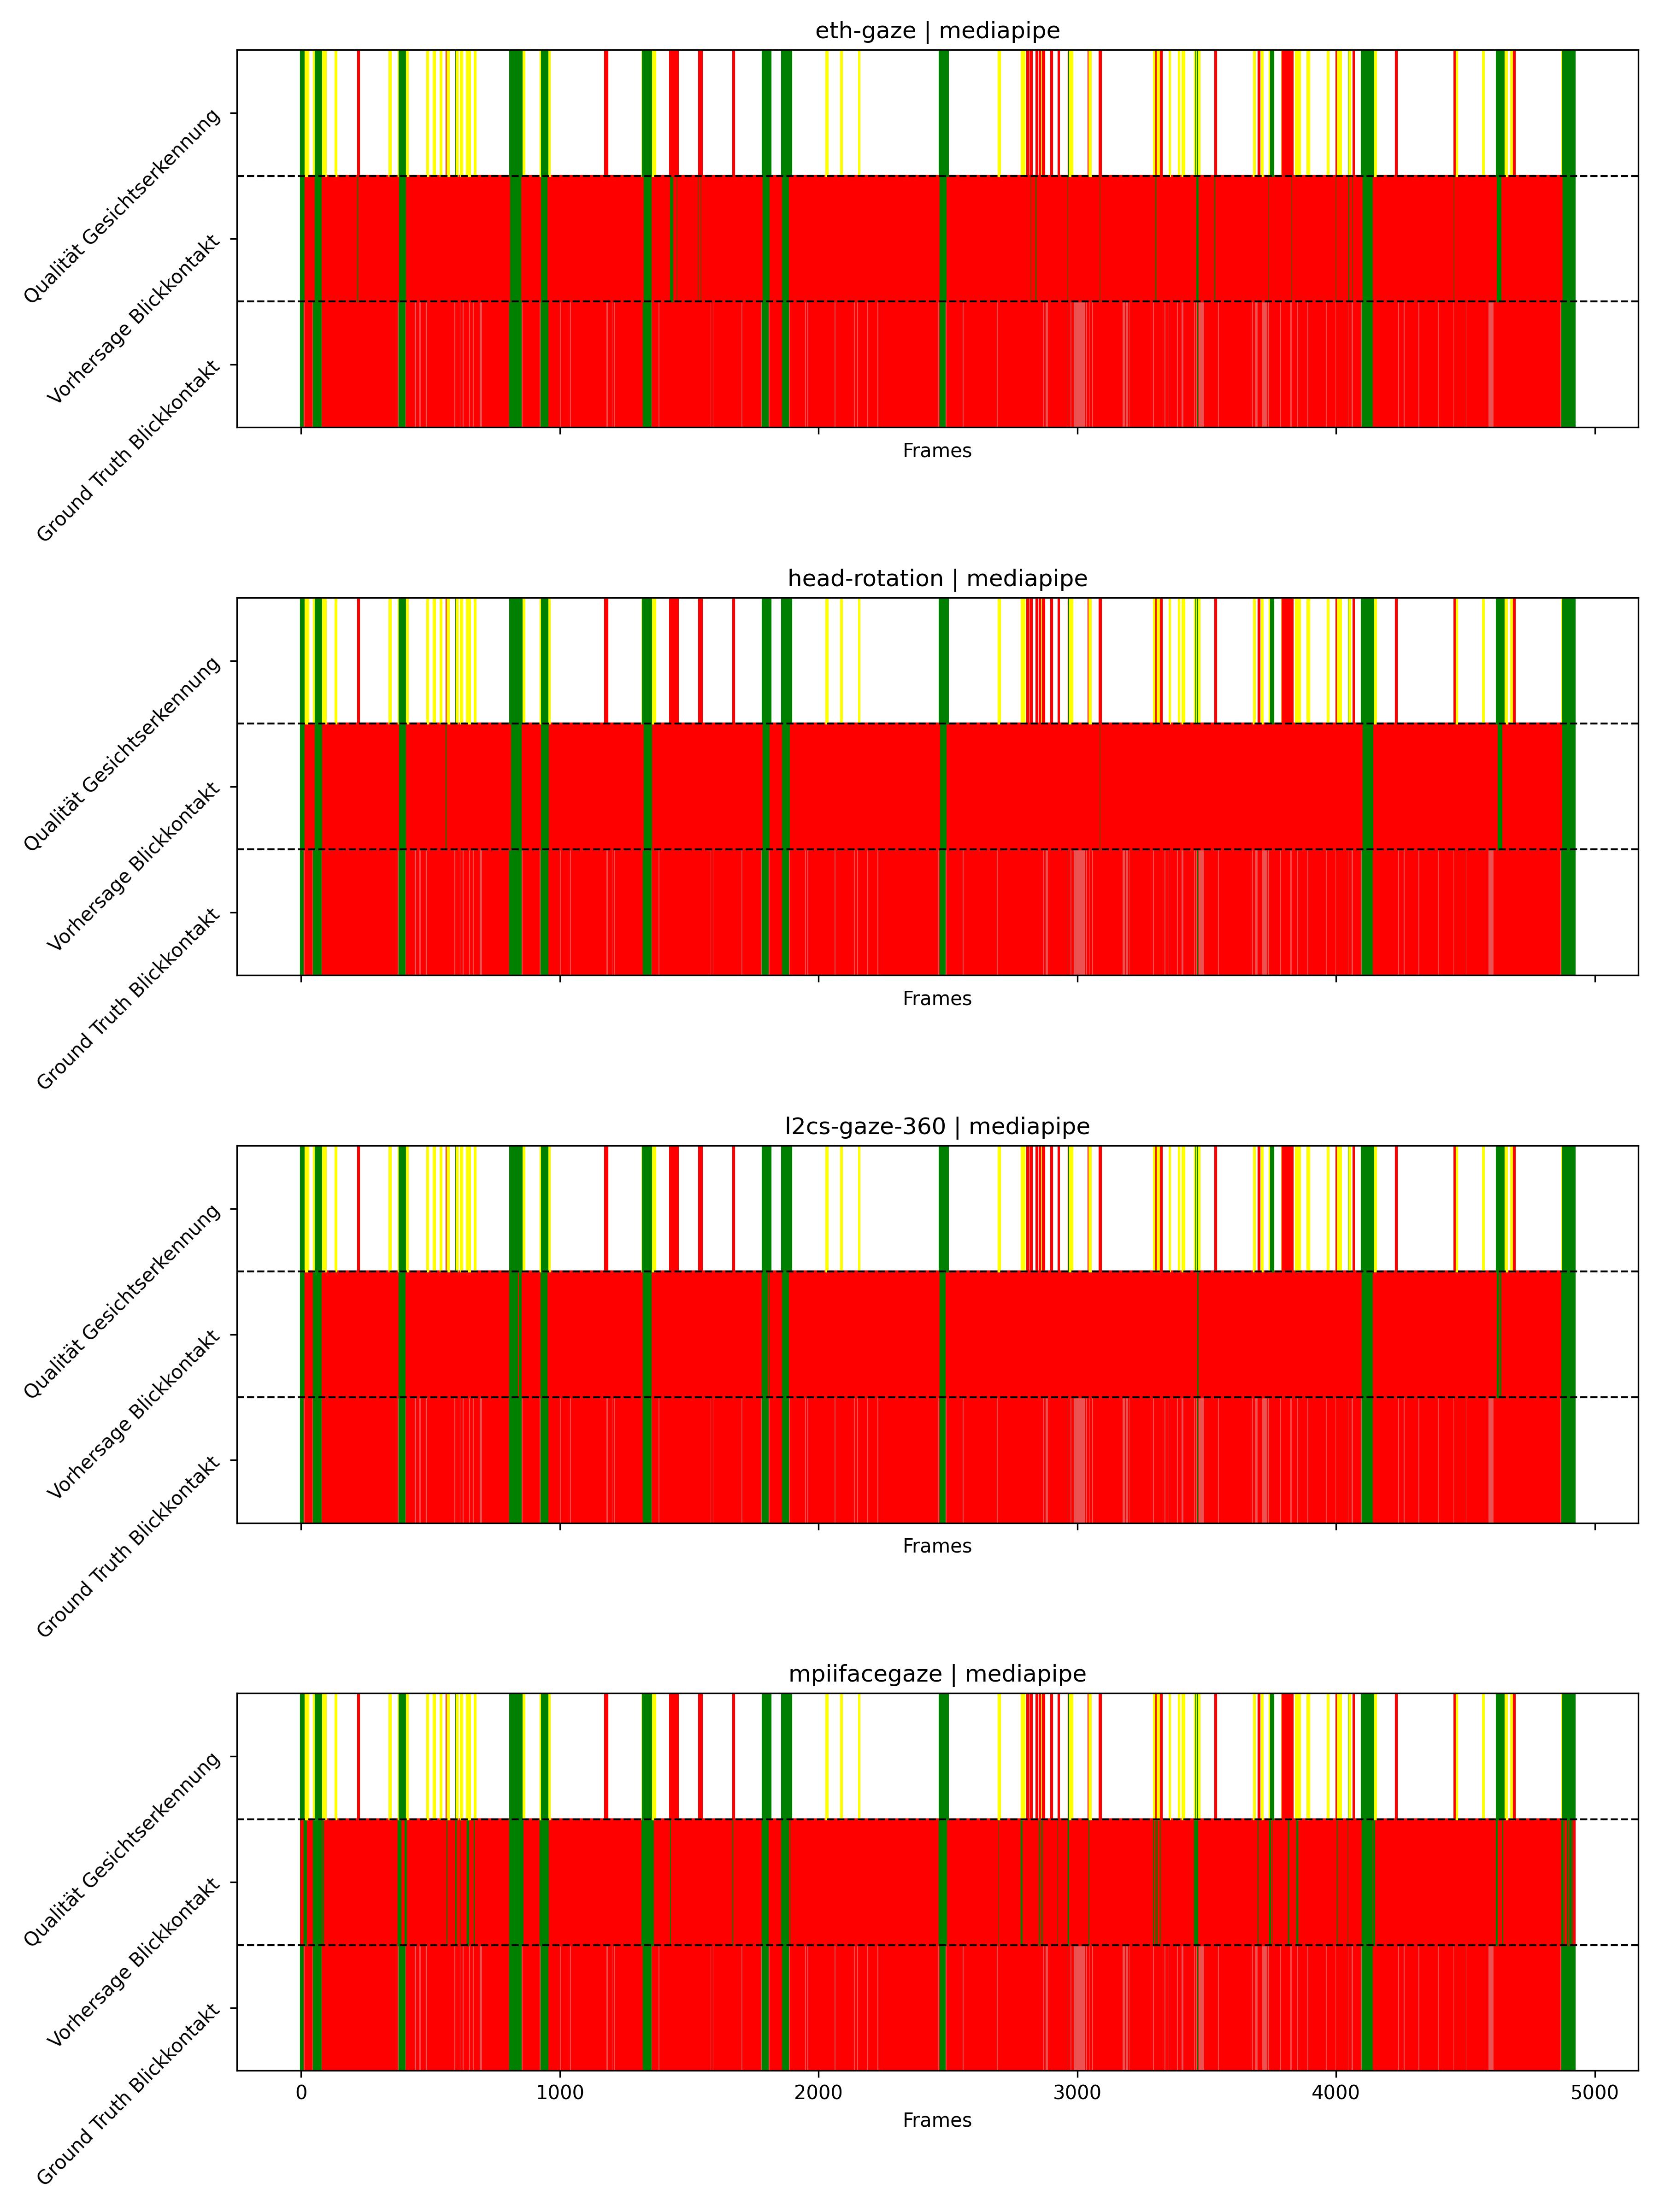 eth-gaze | mediapipe
Qualität Gesichtserkennung
Vorhersage Blickkontakt
Ground Truth Blickkontakt
Frames
head-rotation | mediapipe
Qualität Gesichtserkennung
Vorhersage Blickkontakt
Ground Truth Blickkontakt
Frames
l2cs-gaze-360 | mediapipe
Qualität Gesichtserkennung
Vorhersage Blickkontakt
Ground Truth Blickkontakt
Frames
mpiifacegaze | mediapipe
Qualität Gesichtserkennung
Vorhersage Blickkontakt
Ground Truth Blickkontakt
0 1000 2000 3000 4000 5000
Frames